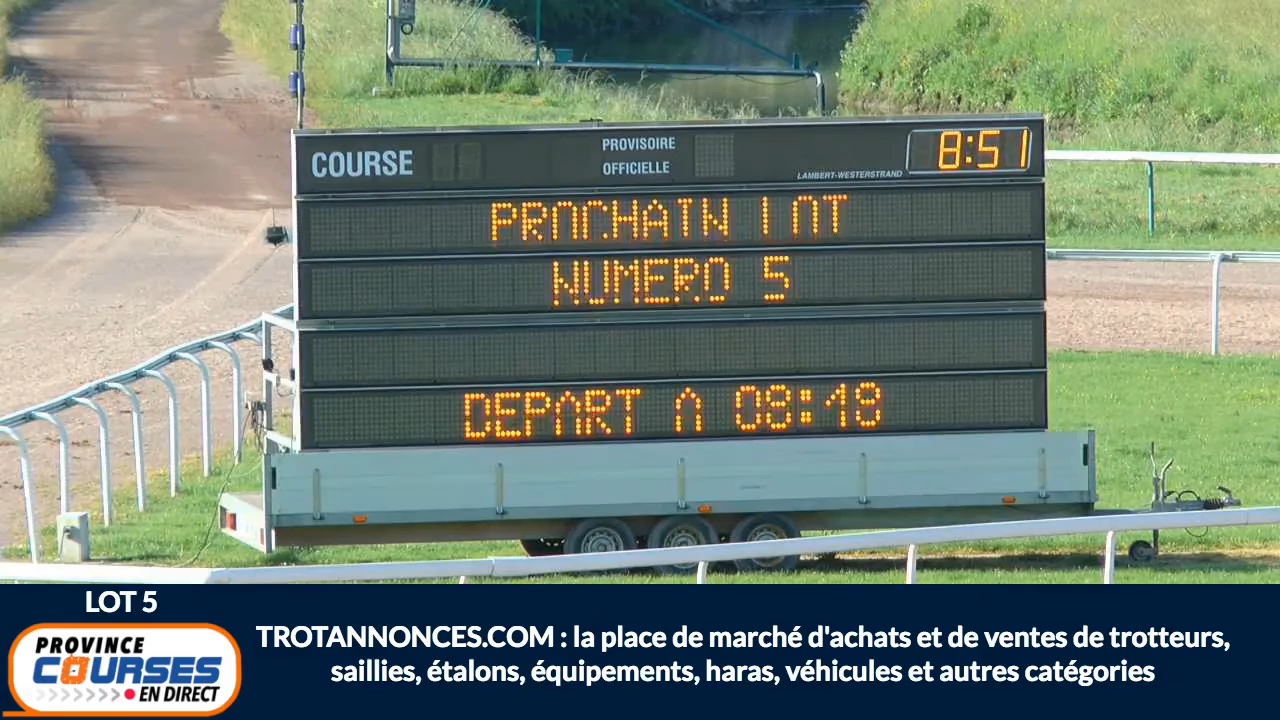 COURSE
PROVISOIRE
OFFICIELLE
8:51
LAMBERT-WESTERSTRAND
PROCHAIN LOT
NUMERO 5
DEPART A 08:48
LOT 5
PROVINCE
COURSES
EN DIRECT
TROTANNONCES.COM : la place de marché d'achats et de ventes de trotteurs,
saillies, étalons, équipements, haras, véhicules et autres catégories